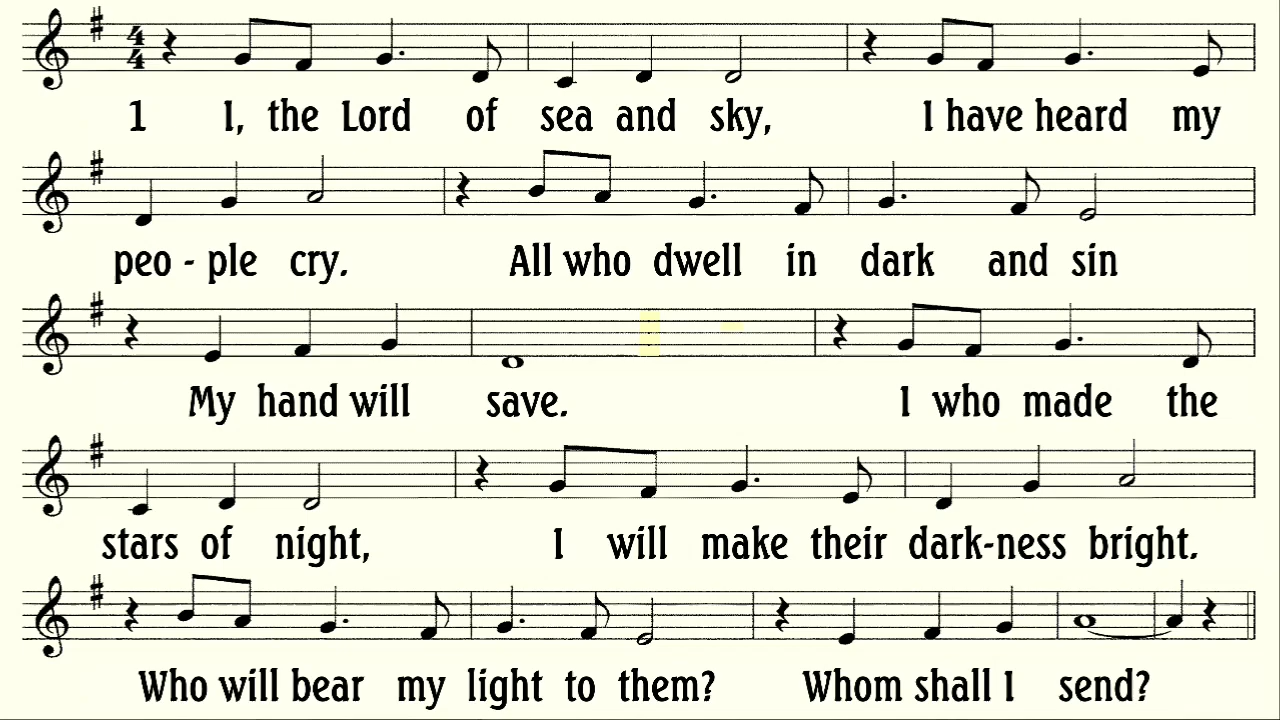 1 I, the Lord of sea and sky, I have heard my
peo - ple cry. All who dwell in dark and sin
My hand will save. I who made the
stars of night, I will make their dark-ness bright.
Who will bear my light to them? Whom shall I send?